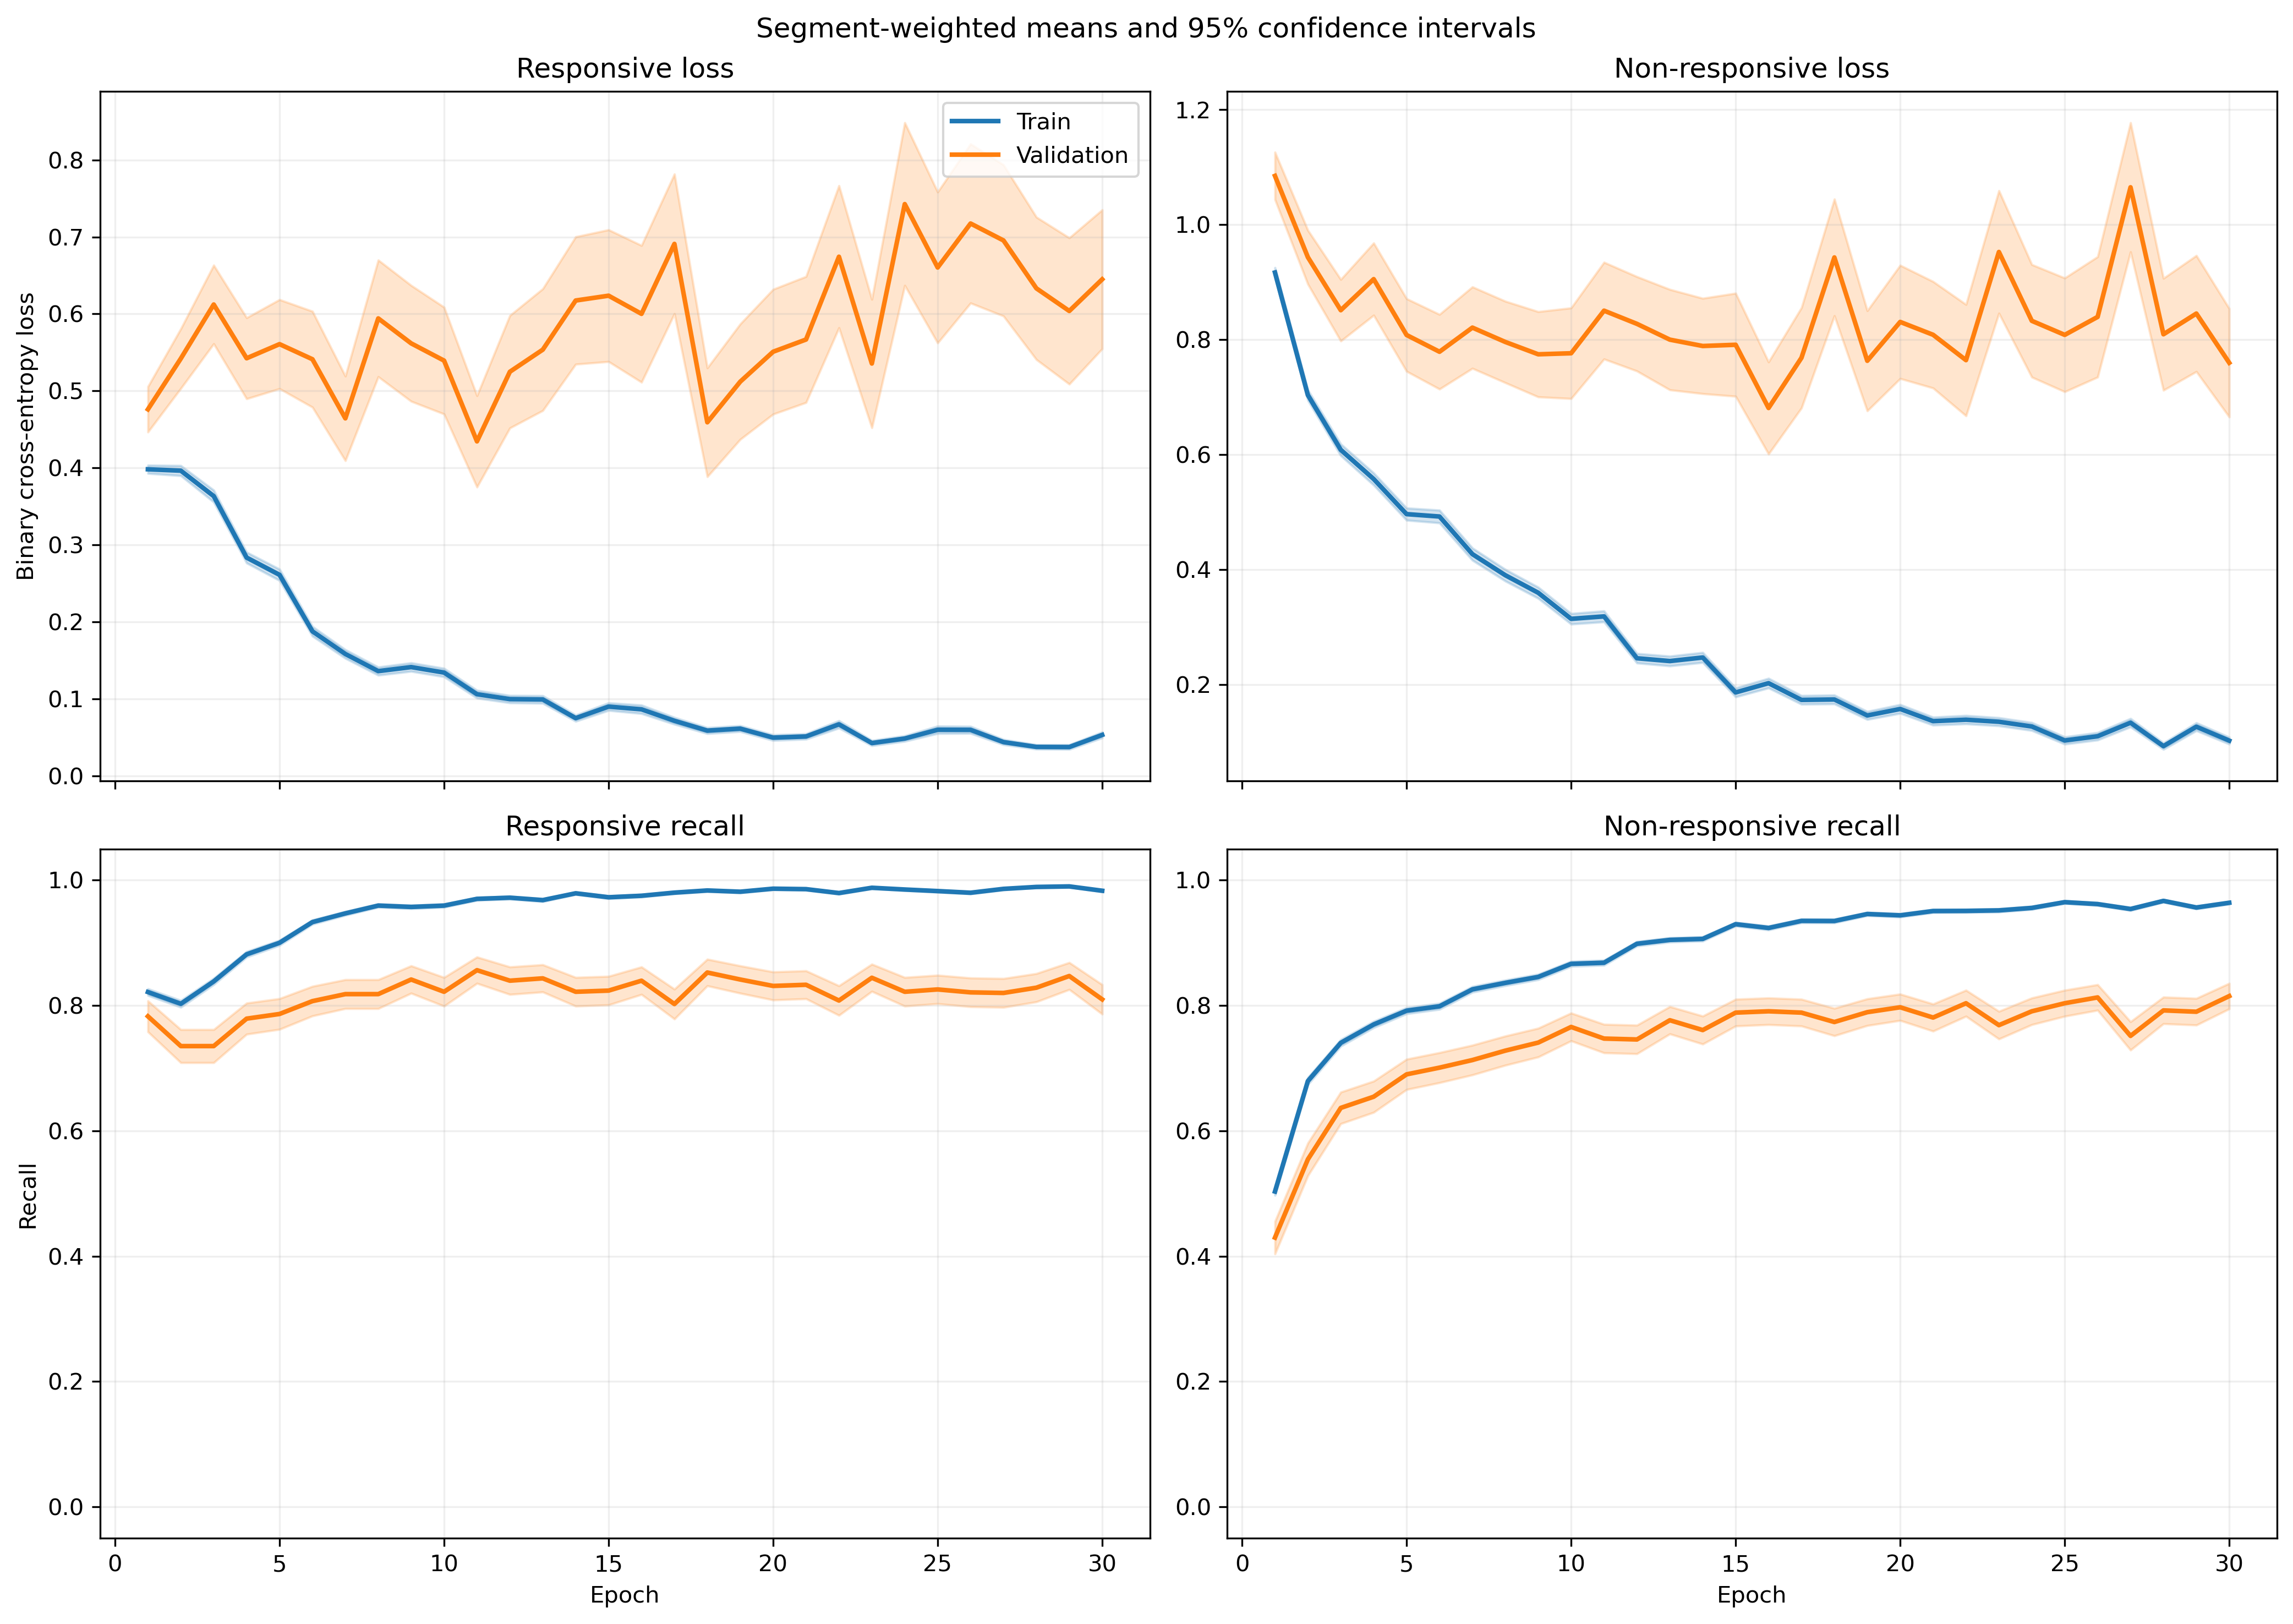 Segment-weighted means and 95% confidence intervals
Responsive loss
Non-responsive loss
Train
Validation
Binary cross-entropy loss
0.8
0.7
0.6
0.5
0.4
0.3
0.2
0.1
0.0
1.2
1.0
0.8
0.6
0.4
0.2
Responsive recall
Non-responsive recall
Recall
1.0
0.8
0.6
0.4
0.2
0.0
0 5 10 15 20 25 30
Epoch
1.0
0.8
0.6
0.4
0.2
0.0
0 5 10 15 20 25 30
Epoch